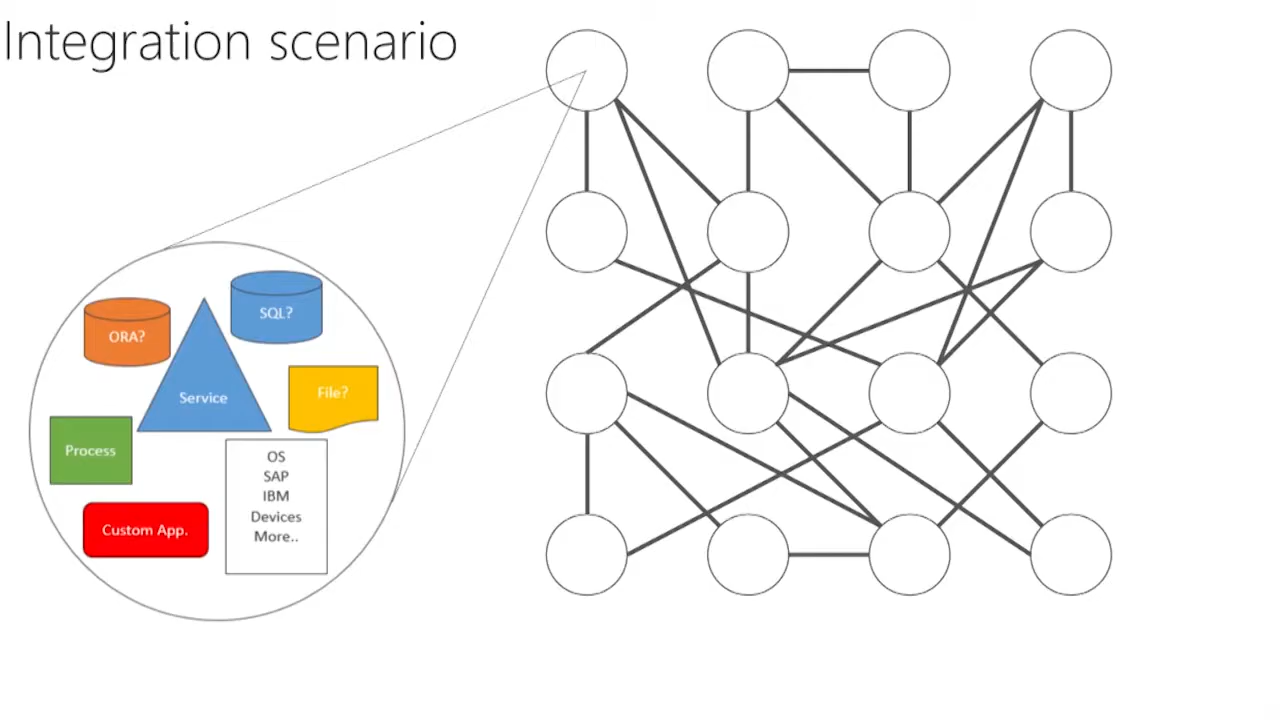 Integration scenario
ORA?
SQL?
Service
File?
Process
OS
SAP
IBM
Devices
More..
Custom App.